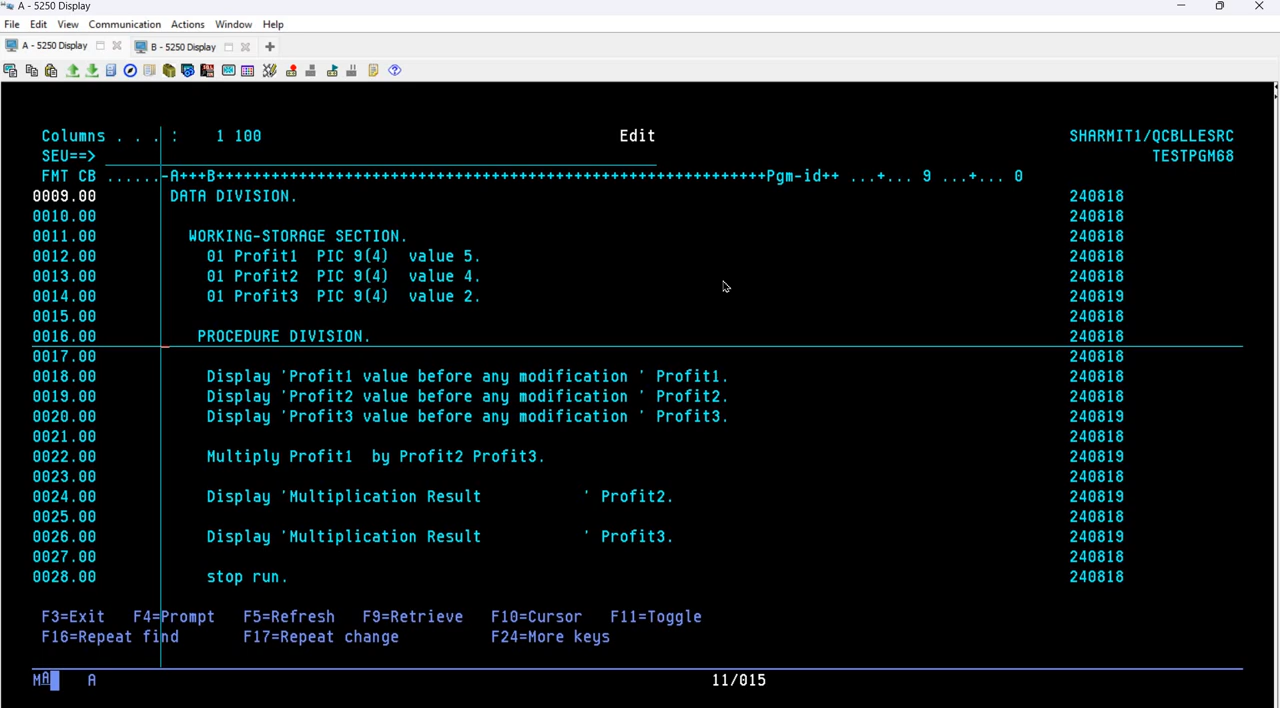 A - 5250 Display
File Edit View Communication Actions Window Help
A - 5250 Display B - 5250 Display
Columns . . . : 1 100 Edit SHARMIT1/QCBLLESRC
SEU==> TESTPGM68
FMT CB ......-A+++B++++++++++++++++++++++++++++++++++++++++++++++++++++++++++++Pgm-id++ ...+... 9 ...+... 0
0009.00 DATA DIVISION. 240818
0010.00 240818
0011.00 WORKING-STORAGE SECTION. 240818
0012.00 01 Profit1 PIC 9(4) value 5. 240818
0013.00 01 Profit2 PIC 9(4) value 4. 240818
0014.00 01 Profit3 PIC 9(4) value 2. 240819
0015.00 240818
0016.00 PROCEDURE DIVISION. 240818
0017.00 240818
0018.00 Display 'Profit1 value before any modification ' Profit1. 240818
0019.00 Display 'Profit2 value before any modification ' Profit2. 240818
0020.00 Display 'Profit3 value before any modification ' Profit3. 240819
0021.00 240818
0022.00 Multiply Profit1 by Profit2 Profit3. 240819
0023.00 240818
0024.00 Display 'Multiplication Result ' Profit2. 240819
0025.00 240818
0026.00 Display 'Multiplication Result ' Profit3. 240819
0027.00 240818
0028.00 stop run. 240818
F3=Exit F4=Prompt F5=Refresh F9=Retrieve F10=Cursor F11=Toggle
F16=Repeat find F17=Repeat change F24=More keys
MA A 11/015